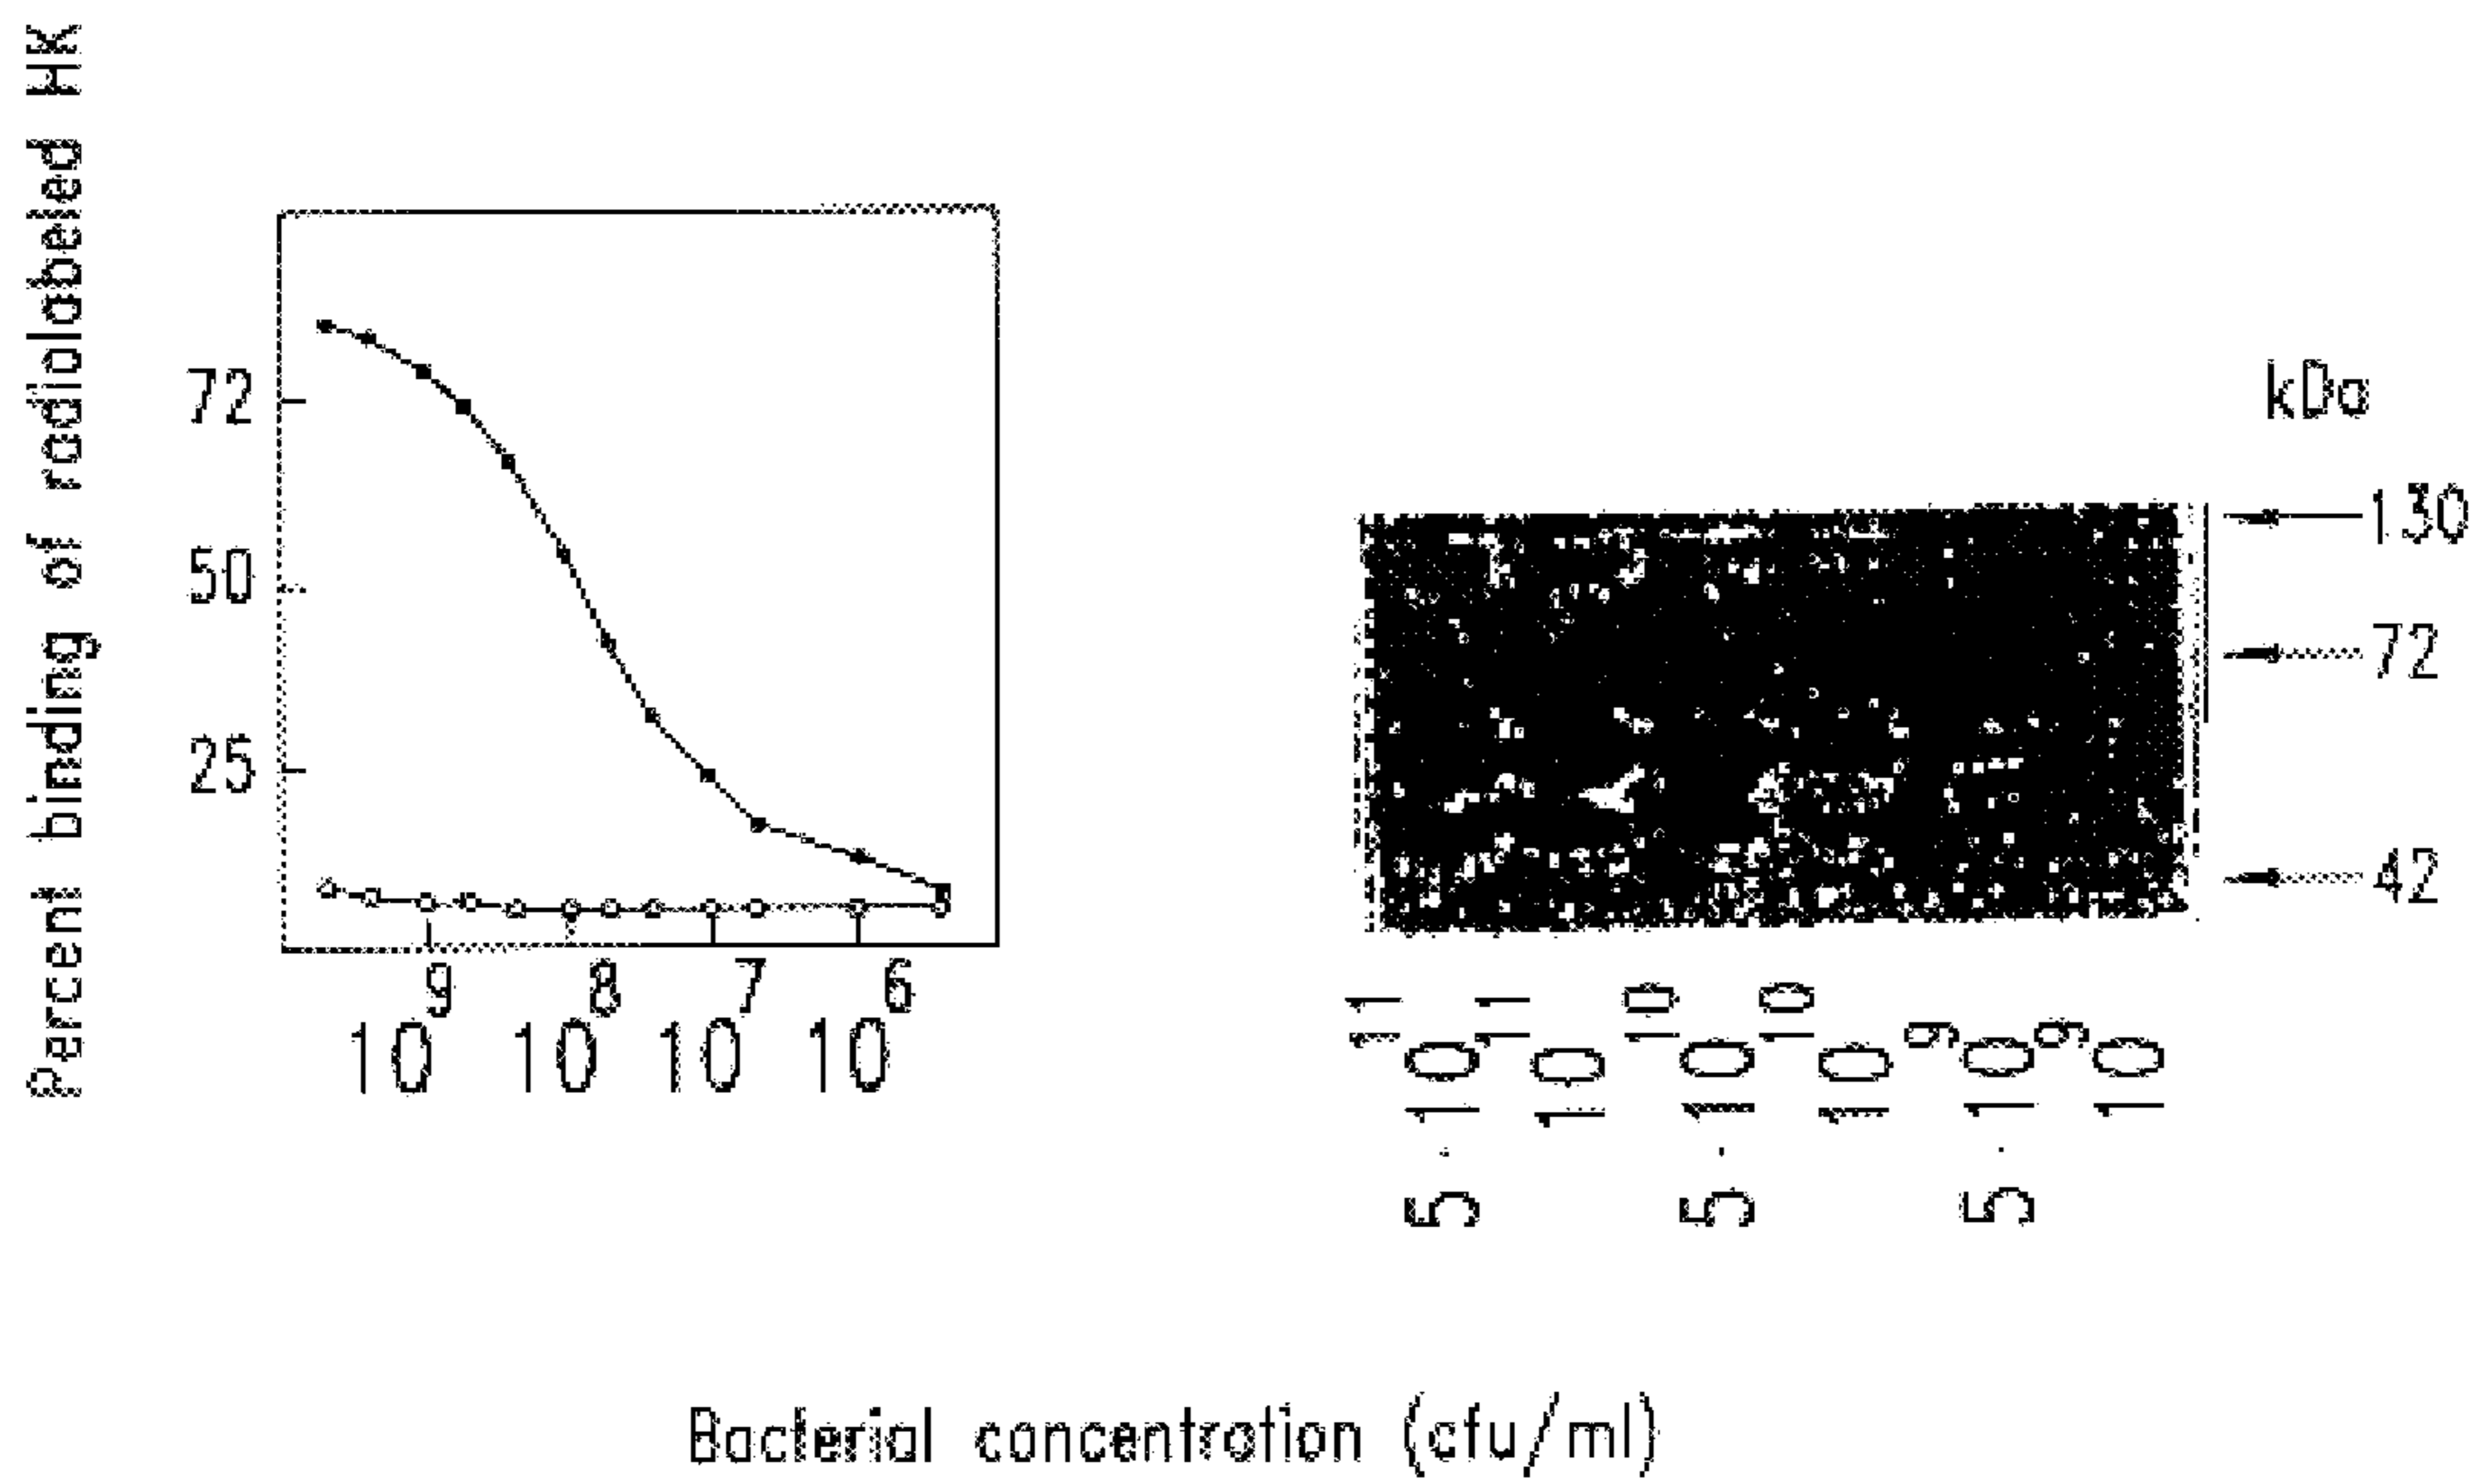 Percent binding of radiolabeled HK
72
50
25
10^9 10^8 10^7 10^6
kDa
130
72
42
5·10^11 10^11 5·10^10 10^10 5·10^9 10^9
Bacterial concentration (cfu/ml)